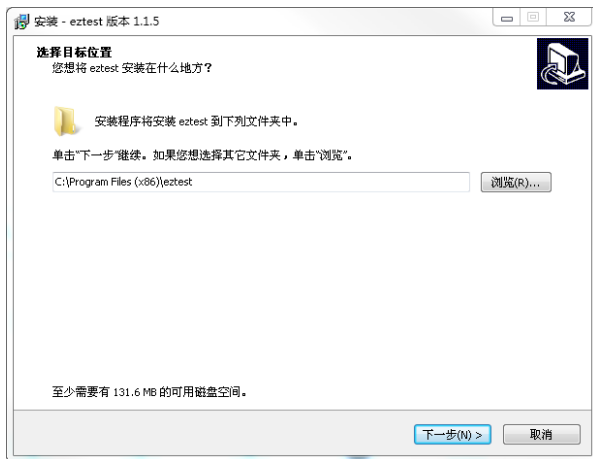 安装 - eztest 版本 1.1.5
选择目标位置
您想将 eztest 安装在什么地方?
安装程序将安装 eztest 到下列文件夹中。
单击“下一步”继续。如果您想选择其它文件夹，单击“浏览”。
C:\Program Files (x86)\eztest
浏览(R)...
至少需要有 131.6 MB 的可用磁盘空间。
下一步(N) >
取消